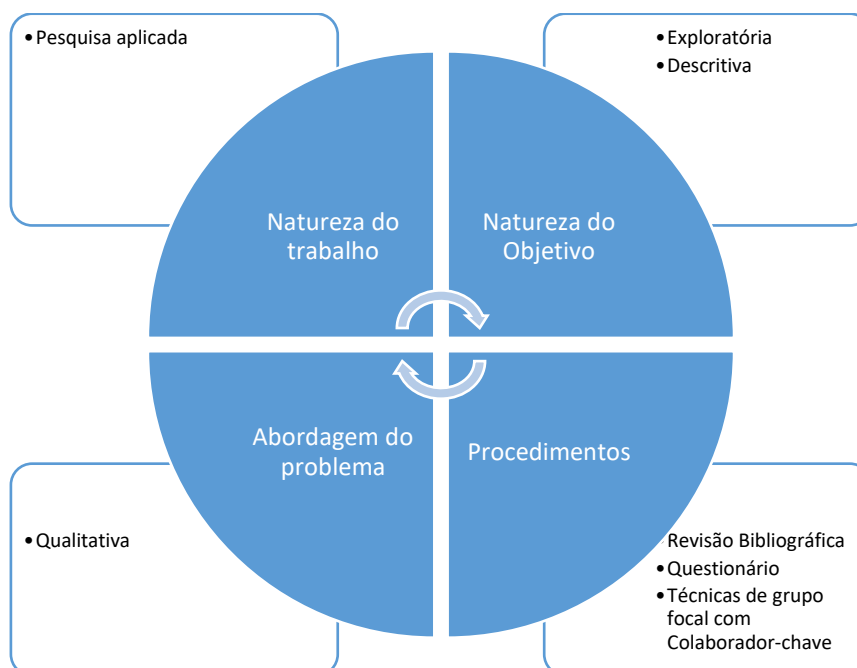 •Pesquisa aplicada
•Exploratória
•Descritiva
Natureza do
trabalho
Natureza do
Objetivo
Abordagem do
problema
Procedimentos
•Qualitativa
•Revisão Bibliográfica
•Questionário
•Técnicas de grupo
focal com
Colaborador-chave